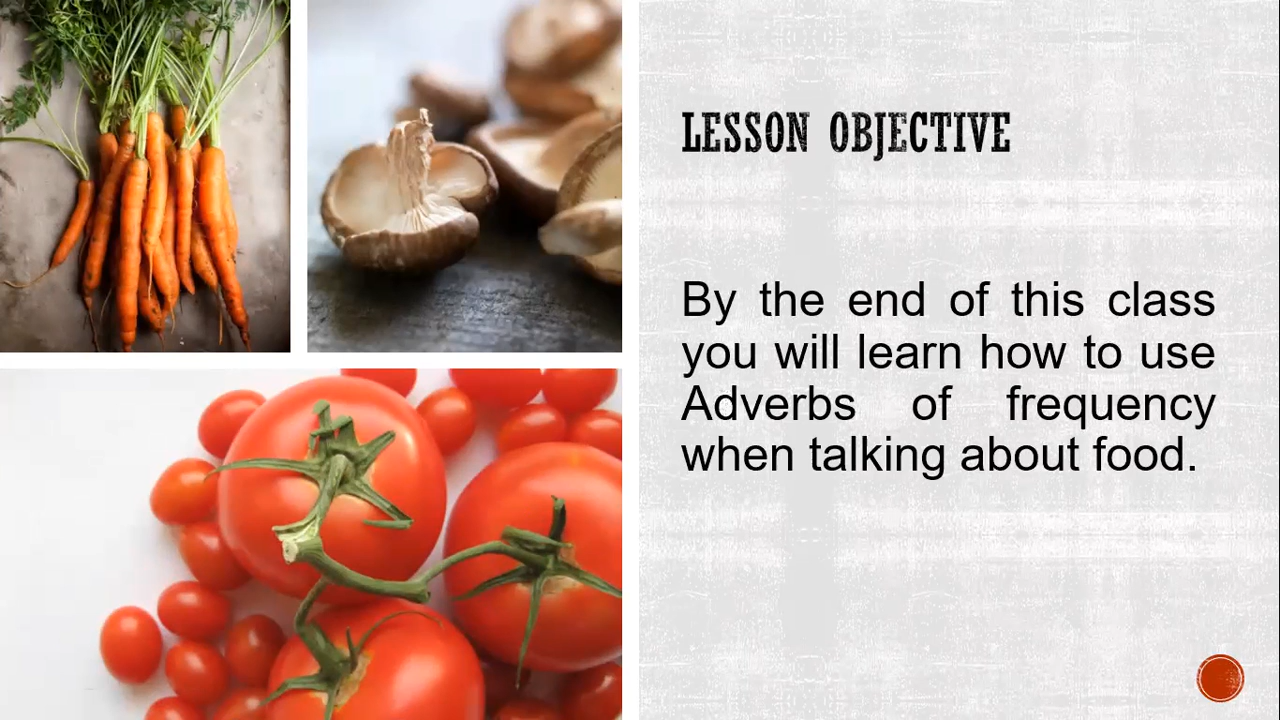 LESSON OBJECTIVE
By the end of this class
you will learn how to use
Adverbs of frequency
when talking about food.